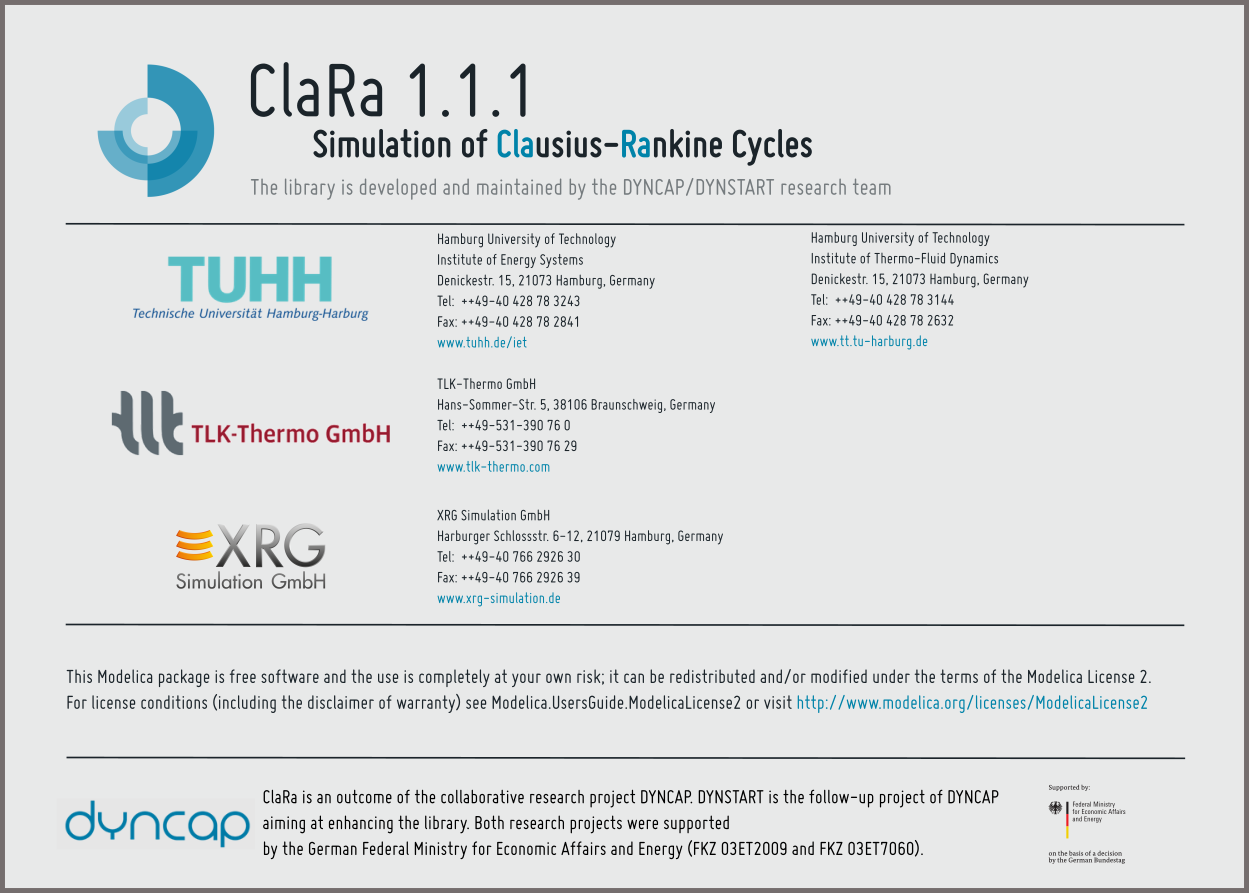 ClaRa 1.1.1
Simulation of Clausius-Rankine Cycles
The library is developed and maintained by the DYNCAP/DYNSTART research team
TUHH
Technische Universität Hamburg-Harburg
Hamburg University of Technology
Institute of Energy Systems
Denickestr. 15, 21073 Hamburg, Germany
Tel: ++49-40 428 78 3243
Fax: ++49-40 428 78 2841
www.tuhh.de/iet
Hamburg University of Technology
Institute of Thermo-Fluid Dynamics
Denickestr. 15, 21073 Hamburg, Germany
Tel: ++49-40 428 78 3144
Fax: ++49-40 428 78 2632
www.tt.tu-harburg.de
TLK-Thermo GmbH
TLK-Thermo GmbH
Hans-Sommer-Str. 5, 38106 Braunschweig, Germany
Tel: ++49-531-390 76 0
Fax: ++49-531-390 76 29
www.tlk-thermo.com
XRG
Simulation GmbH
XRG Simulation GmbH
Harburger Schlossstr. 6-12, 21079 Hamburg, Germany
Tel: ++49-40 766 2926 30
Fax: ++49-40 766 2926 39
www.xrg-simulation.de
This Modelica package is free software and the use is completely at your own risk; it can be redistributed and/or modified under the terms of the Modelica License 2.
For license conditions (including the disclaimer of warranty) see Modelica.UsersGuide.ModelicaLicense2 or visit http://www.modelica.org/licenses/ModelicaLicense2
dyncap
ClaRa is an outcome of the collaborative research project DYNCAP. DYNSTART is the follow-up project of DYNCAP
aiming at enhancing the library. Both research projects were supported
by the German Federal Ministry for Economic Affairs and Energy (FKZ 03ET2009 and FKZ 03ET7060).
Supported by:
Federal Ministry
for Economic Affairs
and Energy
on the basis of a decision
by the German Bundestag